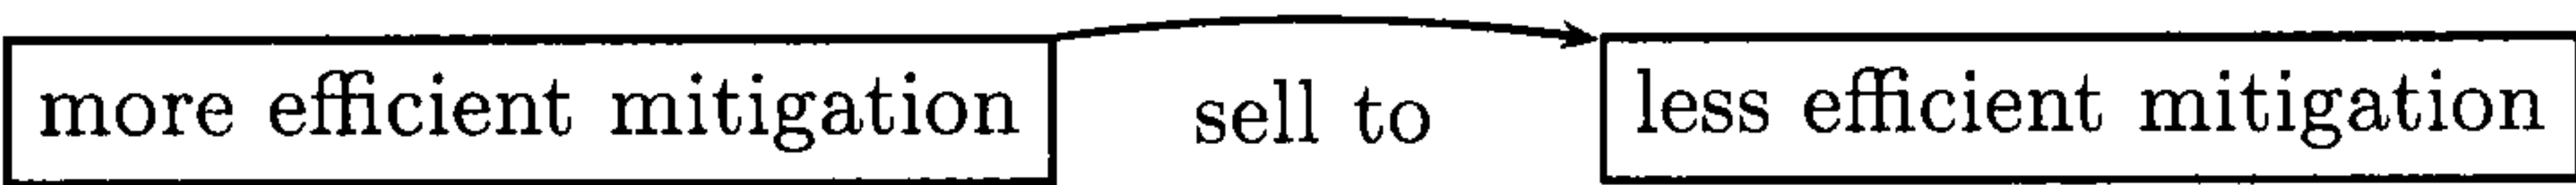 more efficient mitigation sell to less efficient mitigation